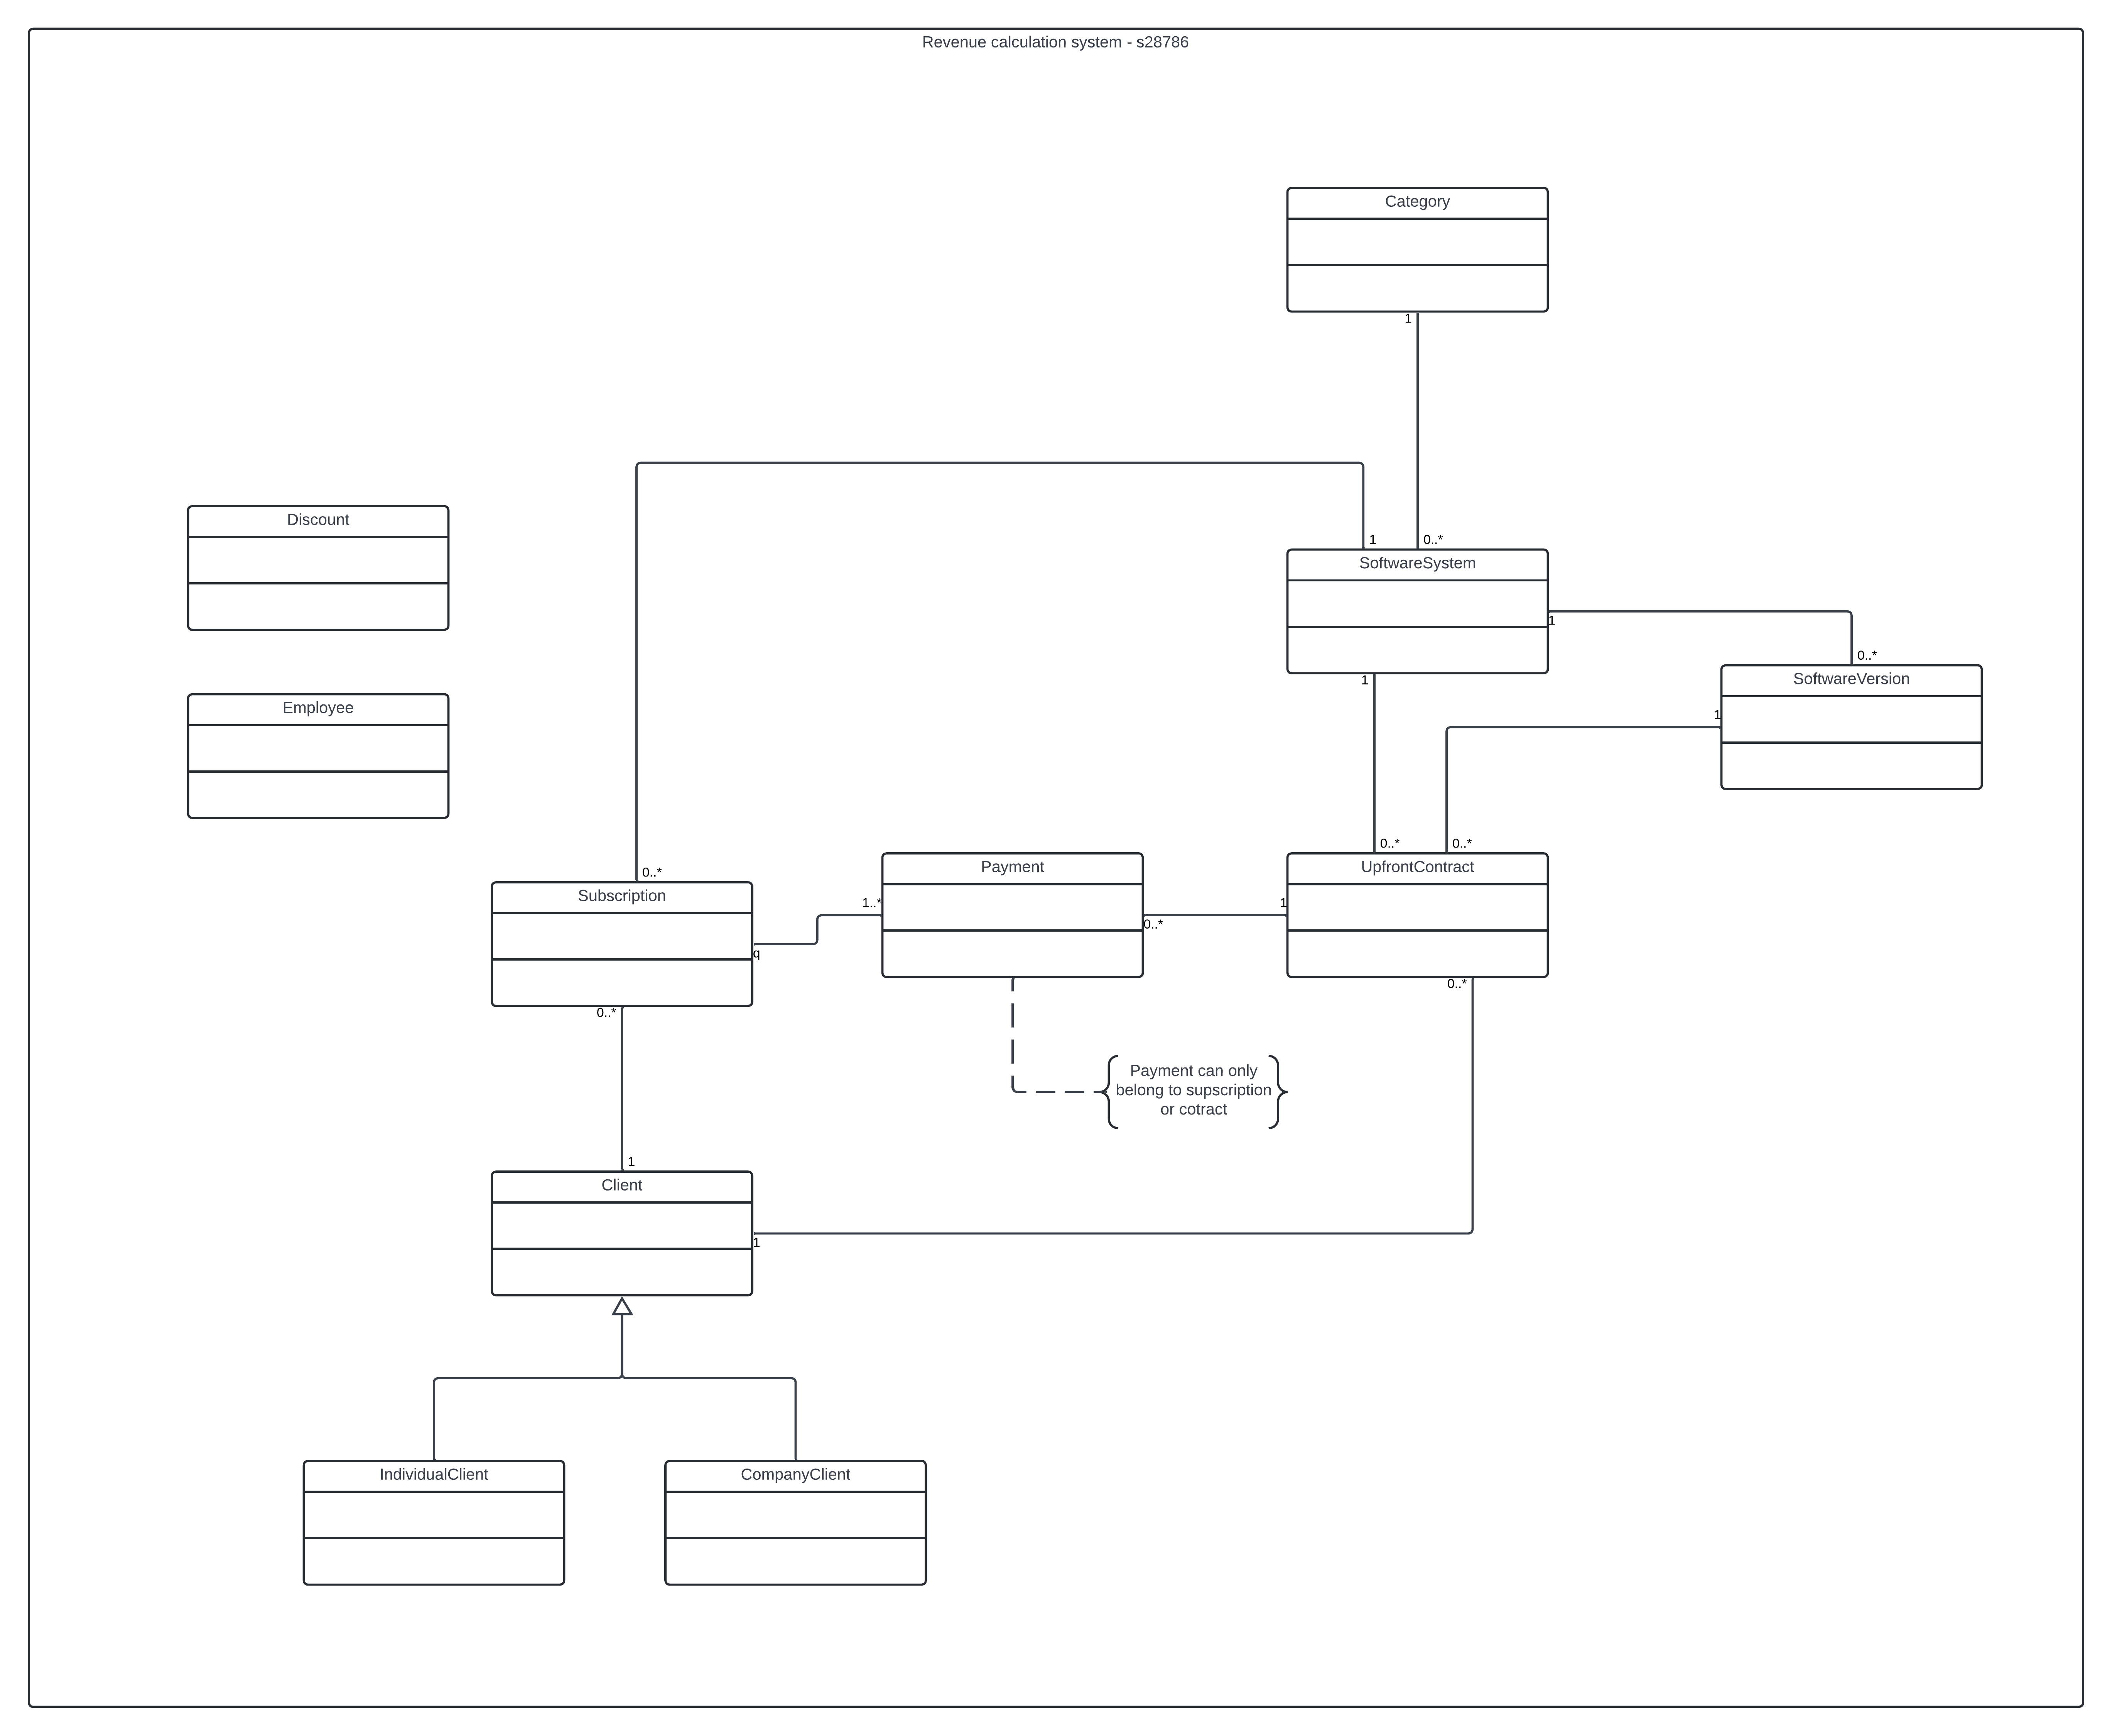 Revenue calculation system - s28786
Category
1
Discount
1
0..*
SoftwareSystem
1
0..*
SoftwareVersion
1
Employee
1
0..*
0..*
Payment
UpfrontContract
0..*
Subscription
1..*
1
0..*
q
0..*
0..*
Payment can only
belong to supscription
or cotract
1
Client
1
IndividualClient
CompanyClient